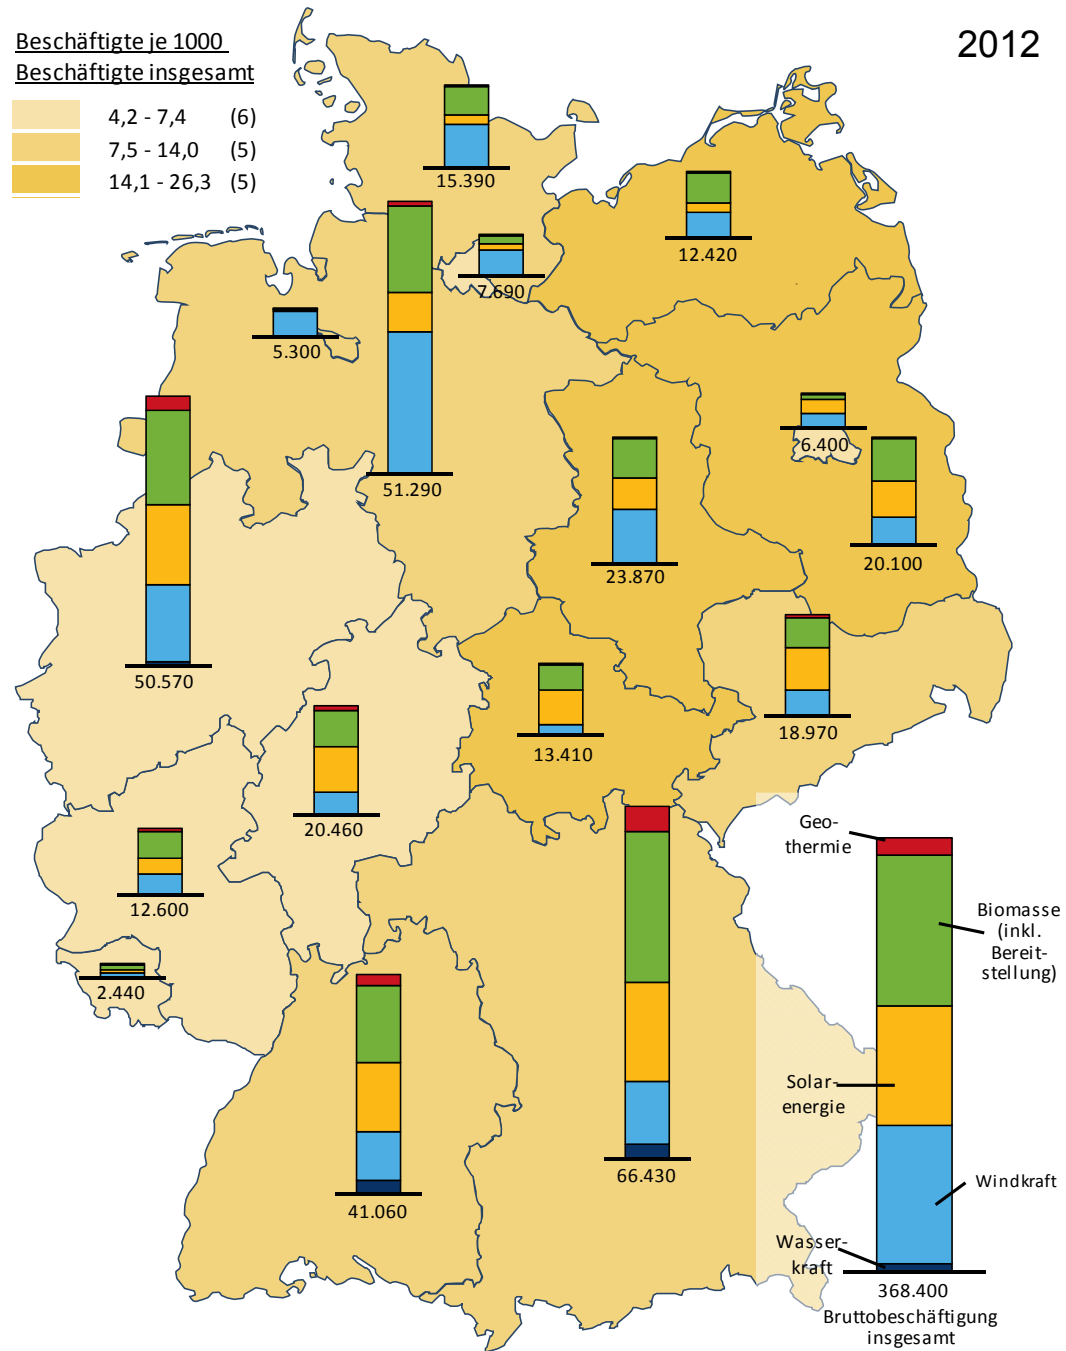 Beschäftigte je 1000
Beschäftigte insgesamt
4,2 - 7,4 (6)
7,5 - 14,0 (5)
14,1 - 26,3 (5)
2012
15.390
12.420
7.690
5.300
51.290
6.400
20.100
23.870
50.570
18.970
13.410
20.460
12.600
2.440
41.060
66.430
Geo-
thermie
Biomasse
(inkl.
Bereit-
stellung)
Solar-
energie
Windkraft
Wasser-
kraft
368.400
Bruttobeschäftigung
insgesamt